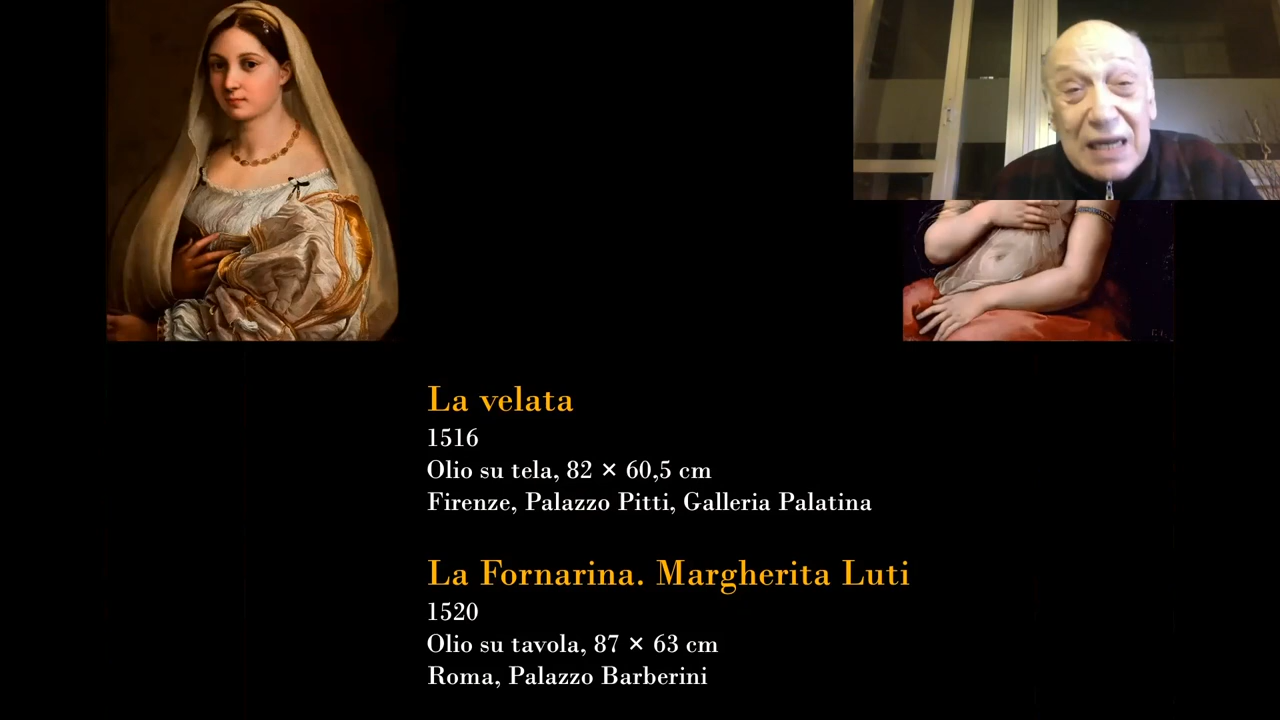 La velata
1516
Olio su tela, 82 × 60,5 cm
Firenze, Palazzo Pitti, Galleria Palatina
La Fornarina. Margherita Luti
1520
Olio su tavola, 87 × 63 cm
Roma, Palazzo Barberini